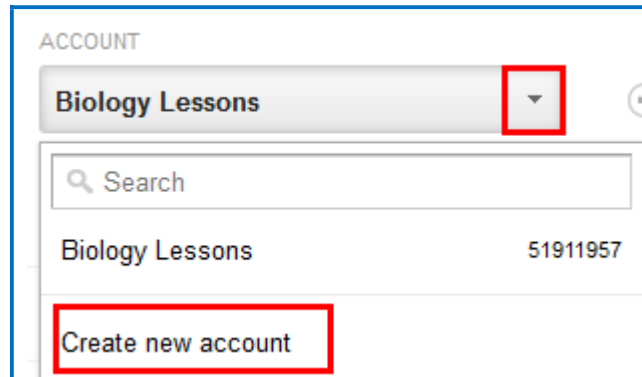 ACCOUNT
Biology Lessons
Search
Biology Lessons 51911957
Create new account